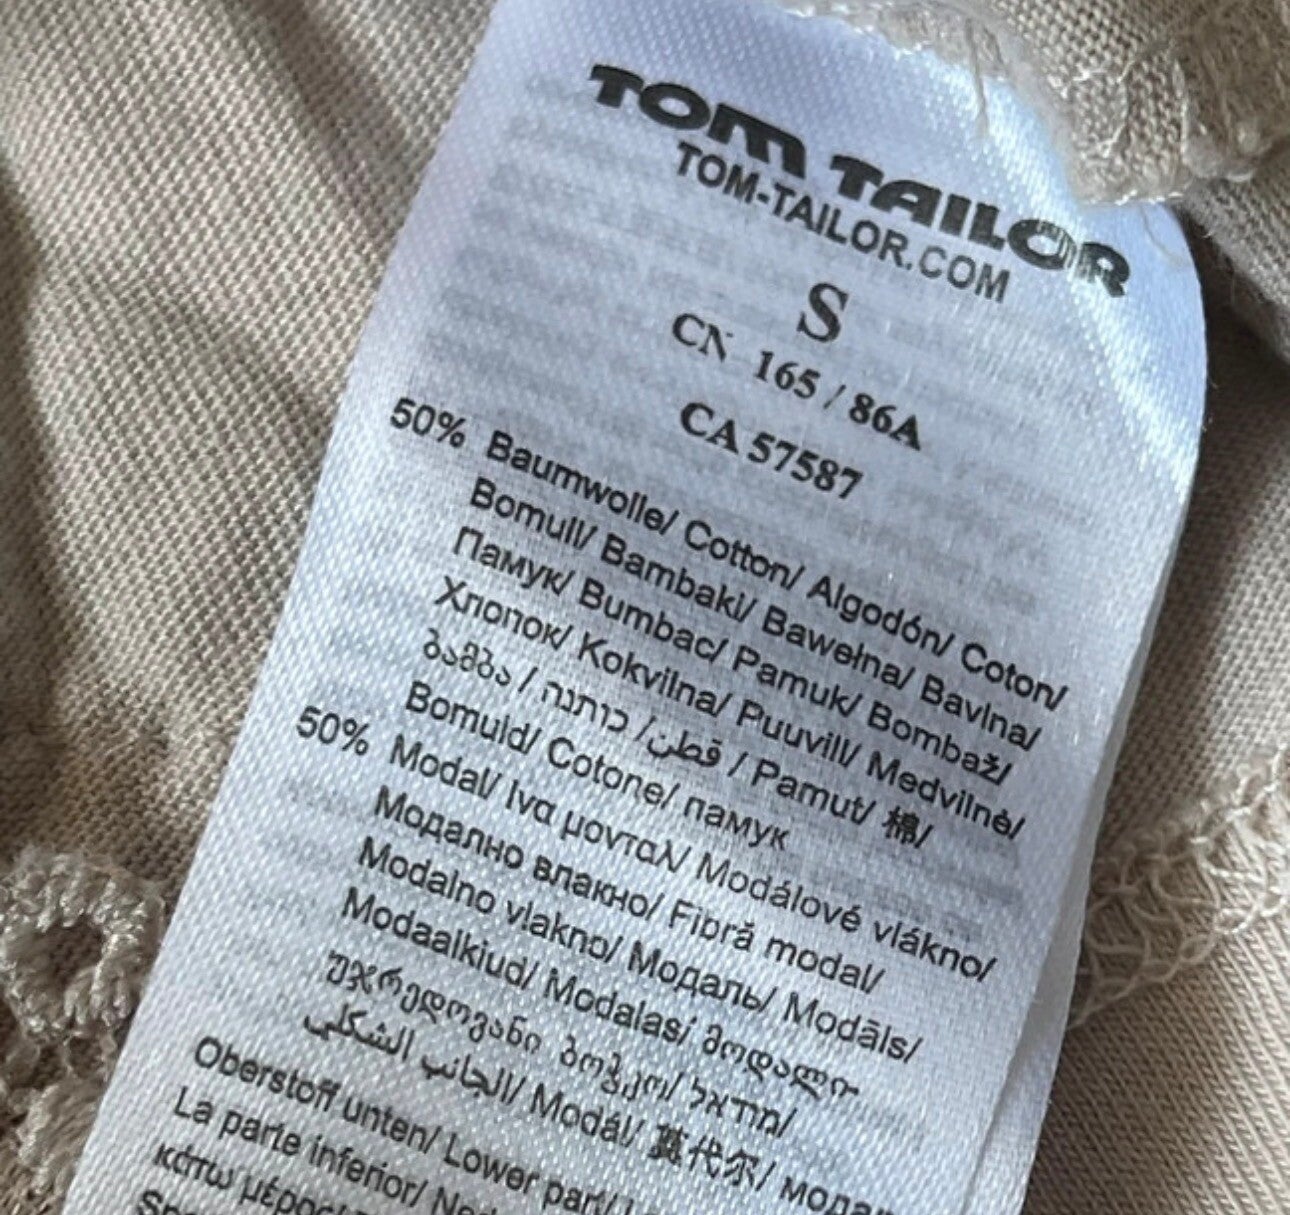 TOM TAILOR
TOM-TAILOR.COM
S
CN 165 / 86A
CA 57587
50% Baumwolle/ Cotton/ Algodón/ Coton/
Bomull/ Bambaki/ Bawełna/ Bavlna/
Памук/ Bumbac/ Pamuk/ Bombaž/
Хлопок/ Kokvilna/ Puuvill/ Medvilnė/
ბამბა / כותנה /قطن / Pamut/ 棉/
Bomuld/ Cotone/ памук
50% Modal/ Ινα μονταλ/ Modálové vlákno/
Модално влакно/ Fibră modal/
Modalno vlakno/ Модаль/ Modāls/
Modaalkiud/ Modalas/ მოდალი
/מודאל
الجانب الشكلي/ Modál/ 莫代尔/
Oberstoff unten/ Lower part/
La parte inferior/
κάτω μέρος/